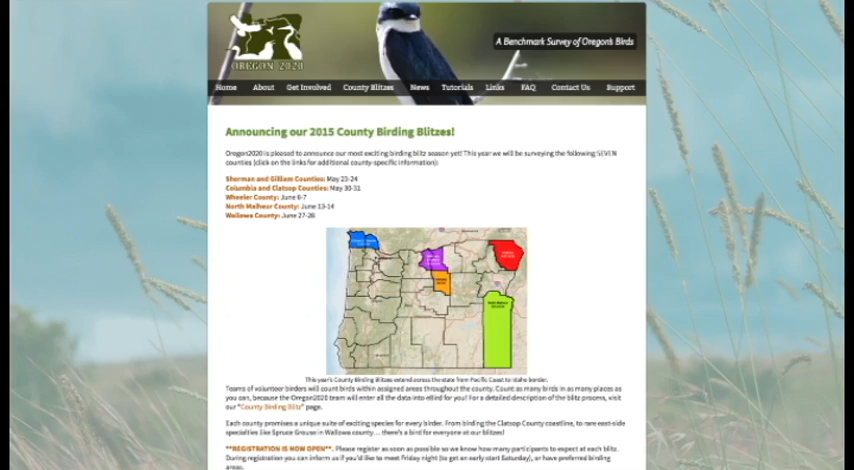 OREGON 2020
A Benchmark Survey of Oregon's Birds
Home About Get Involved County Blitzes News Tutorials Links FAQ Contact Us Support
Announcing our 2015 County Birding Blitzes!
Oregon2020 is pleased to announce our most exciting birding blitz season yet! This year we will be surveying the following SEVEN
counties (click on the links for additional county-specific information):
Sherman and Gilliam Counties: May 23-24
Columbia and Clatsop Counties: May 30-31
Wheeler County: June 6-7
North Malheur County: June 13-14
Wallowa County: June 27-28
This year's County Birding Blitzes extend across the state from Pacific Coast to Idaho border.
Teams of volunteer birders will count birds within assigned areas throughout the county. Count as many birds in as many places as
you can, because the Oregon2020 team will enter all the data into eBird for you! For a detailed description of the blitz process, visit
our "County Birding Blitz" page.
Each county promises a unique suite of exciting species for every birder. From birding the Clatsop County coastline, to rare east-side
specialties like Spruce Grouse in Wallowa county… there's a bird for everyone at our blitzes!
**REGISTRATION IS NOW OPEN**. Please register as soon as possible so we know how many participants to expect at each blitz.
During registration you can inform us if you'd like to meet Friday night (to get an early start Saturday), or have preferred birding
areas.